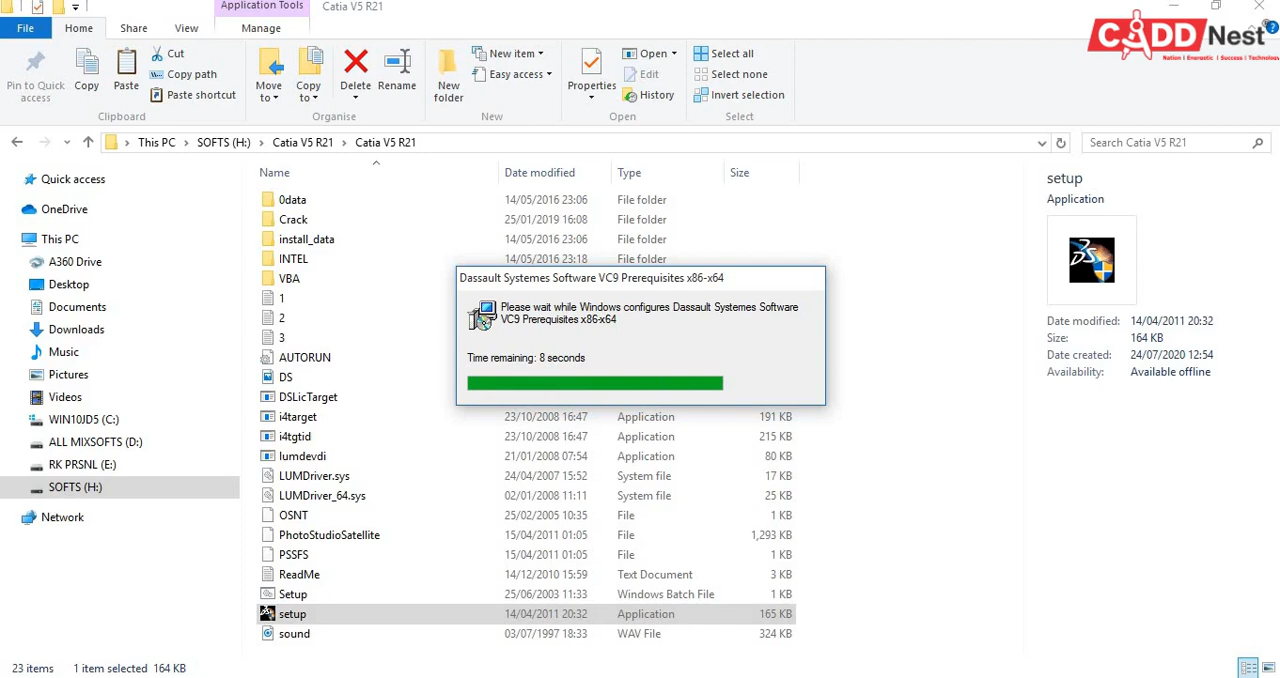 Application Tools Catia V5 R21
File Home Share View Manage
CADD Nest
Nation | Energetic | Success | Technology
Pin to Quick access
Copy
Paste
Cut
Copy path
Paste shortcut
Clipboard
Move to
Copy to
Delete
Rename
Organise
New folder
New item
Easy access
New
Properties
Open
Edit
History
Open
Select all
Select none
Invert selection
Select
This PC > SOFTS (H:) > Catia V5 R21 > Catia V5 R21
Search Catia V5 R21
Quick access
OneDrive
This PC
A360 Drive
Desktop
Documents
Downloads
Music
Pictures
Videos
WIN10JD5 (C:)
ALL MIXSOFTS (D:)
RK PRSNL (E:)
SOFTS (H:)
Network
Name Date modified Type Size
0data 14/05/2016 23:06 File folder
Crack 25/01/2019 16:08 File folder
install_data 14/05/2016 23:06 File folder
INTEL 14/05/2016 23:18 File folder
VBA
1
2
3
AUTORUN
DS
DSLicTarget
i4target 23/10/2008 16:47 Application 191 KB
i4tgtid 23/10/2008 16:47 Application 215 KB
lumdevdi 21/01/2008 07:54 Application 80 KB
LUMDriver.sys 24/04/2007 15:52 System file 17 KB
LUMDriver_64.sys 02/01/2008 11:11 System file 25 KB
OSNT 25/02/2005 10:35 File 1 KB
PhotoStudioSatellite 15/04/2011 01:05 File 1,293 KB
PSSFS 15/04/2011 01:05 File 1 KB
ReadMe 14/12/2010 15:59 Text Document 3 KB
Setup 25/06/2003 11:33 Windows Batch File 1 KB
setup 14/04/2011 20:32 Application 165 KB
sound 03/07/1997 18:33 WAV File 324 KB
Dassault Systemes Software VC9 Prerequisites x86-x64
Please wait while Windows configures Dassault Systemes Software
VC9 Prerequisites x86-x64
Time remaining: 8 seconds
setup
Application
Date modified: 14/04/2011 20:32
Size: 164 KB
Date created: 24/07/2020 12:54
Availability: Available offline
23 items 1 item selected 164 KB